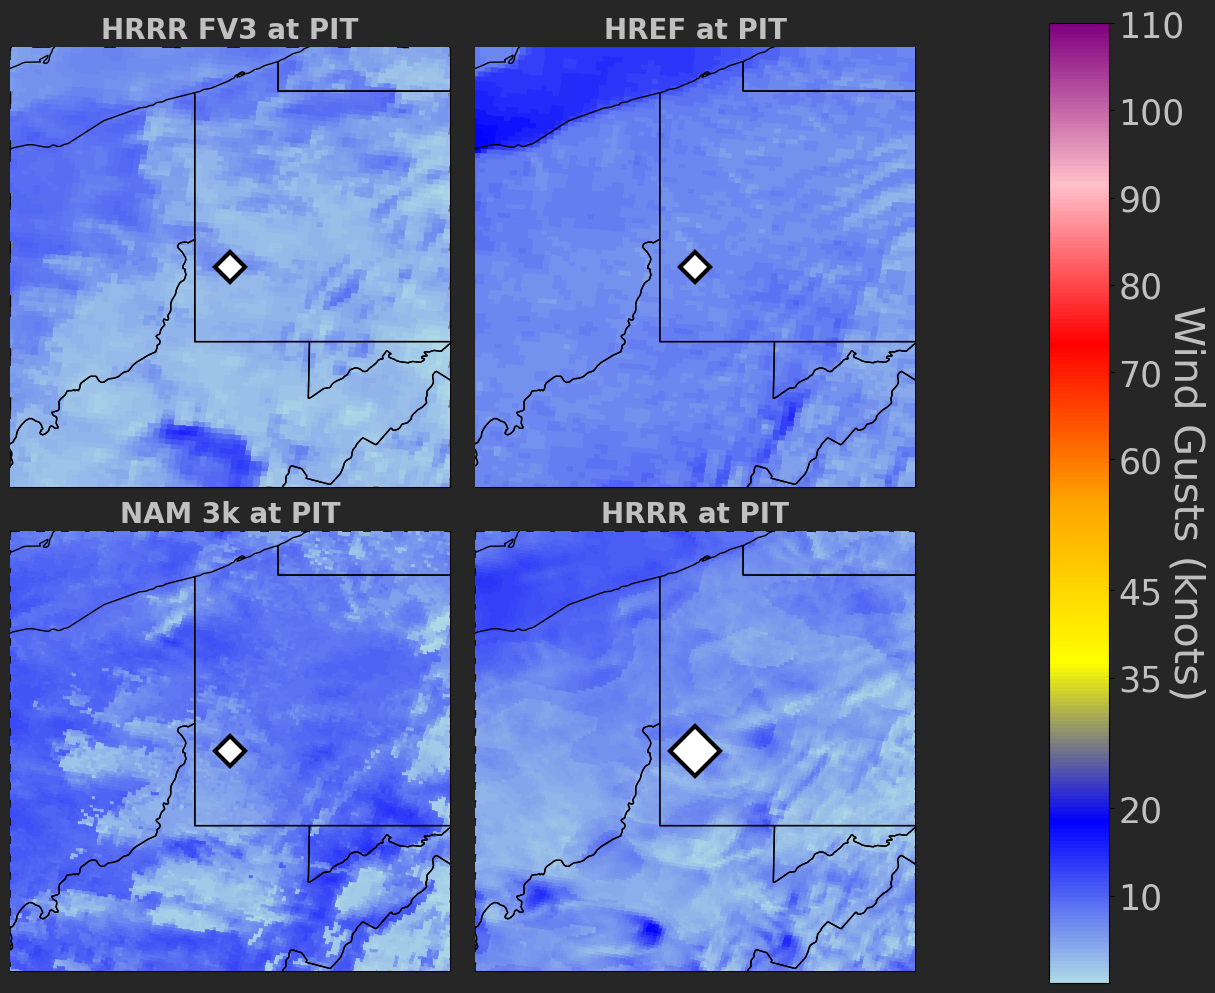 HRRR FV3 at PIT
HREF at PIT
NAM 3k at PIT
HRRR at PIT
110
100
90
80
70
60
45
35
20
10
Wind Gusts (knots)